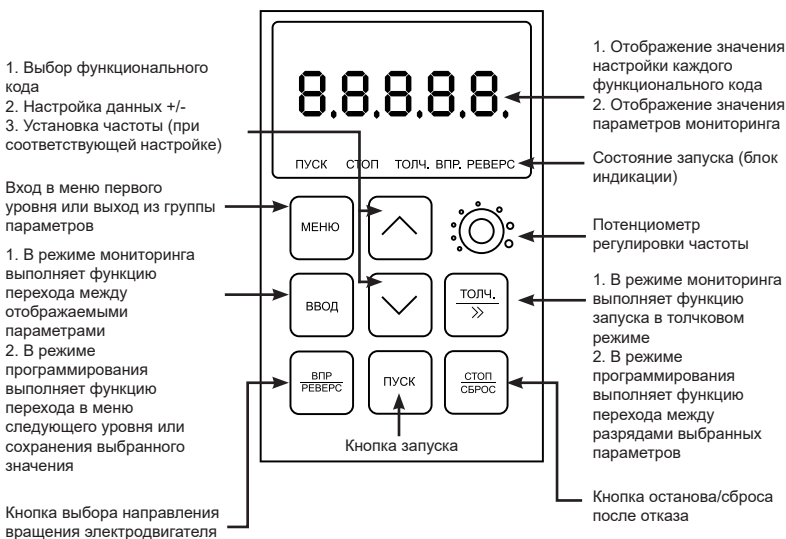 1. Выбор функционального
кода
2. Настройка данных +/-
3. Установка частоты (при
соответствующей настройке)
Вход в меню первого
уровня или выход из группы
параметров
1. В режиме мониторинга
выполняет функцию
перехода между
отображаемыми
параметрами
2. В режиме
программирования
выполняет функцию
перехода в меню
следующего уровня или
сохранения выбранного
значения
Кнопка выбора направления
вращения электродвигателя
8.8.8.8.8.
ПУСК СТОП ТОЛЧ. ВПР. РЕВЕРС
МЕНЮ
ВВОД
ТОЛЧ.
>>
ВПР
РЕВЕРС
ПУСК
СТОП
СБРОС
Кнопка запуска
1. Отображение значения
настройки каждого
функционального кода
2. Отображение значения
параметров мониторинга
Состояние запуска (блок
индикации)
Потенциометр
регулировки частоты
1. В режиме мониторинга
выполняет функцию
запуска в толчковом
режиме
2. В режиме
программирования
выполняет функцию
перехода между
разрядами выбранных
параметров
Кнопка останова/сброса
после отказа